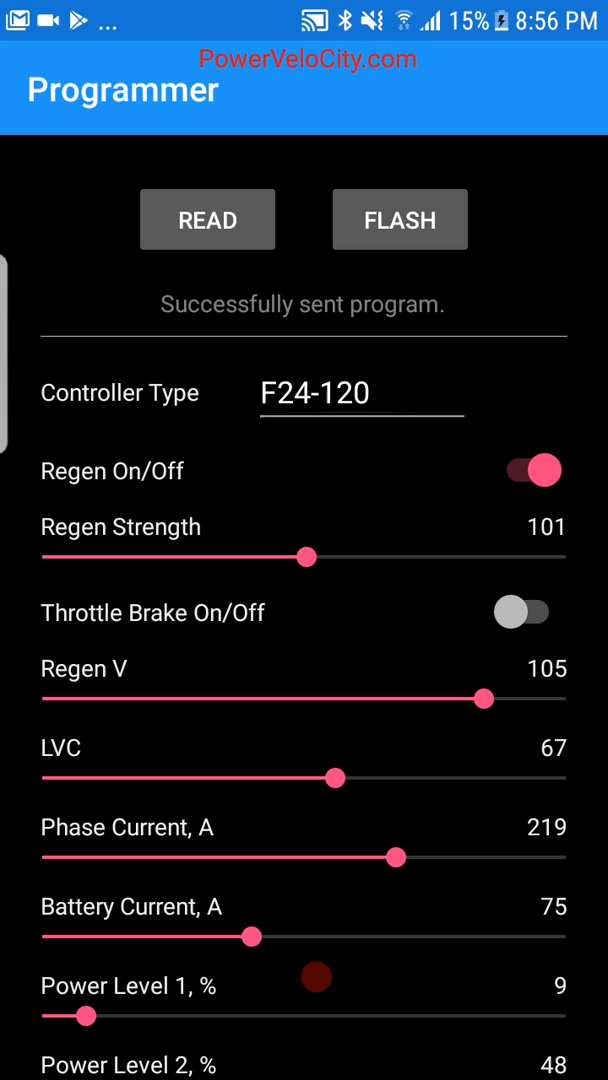 ... 15% 8:56 PM
PowerVeloCity.com
Programmer
READ FLASH
Successfully sent program.
Controller Type F24-120
Regen On/Off
Regen Strength 101
Throttle Brake On/Off
Regen V 105
LVC 67
Phase Current, A 219
Battery Current, A 75
Power Level 1, % 9
Power Level 2, % 48